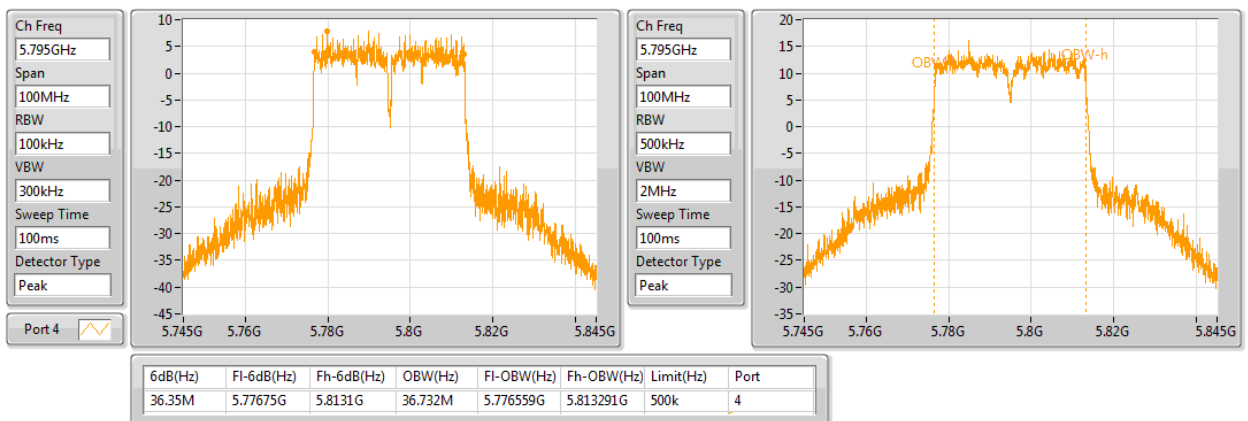 Ch Freq
5.795GHz
Span
100MHz
RBW
100kHz
VBW
300kHz
Sweep Time
100ms
Detector Type
Peak
Port 4
10
5
0
-5
-10
-15
-20
-25
-30
-35
-40
-45
5.745G 5.76G 5.78G 5.8G 5.82G 5.845G
Ch Freq
5.795GHz
Span
100MHz
RBW
500kHz
VBW
2MHz
Sweep Time
100ms
Detector Type
Peak
20
15
10
5
0
-5
-10
-15
-20
-25
-30
-35
OBW-h
5.745G 5.76G 5.78G 5.8G 5.82G 5.845G
6dB(Hz) Fl-6dB(Hz) Fh-6dB(Hz) OBW(Hz) Fl-OBW(Hz) Fh-OBW(Hz) Limit(Hz) Port
36.35M 5.77675G 5.8131G 36.732M 5.776559G 5.813291G 500k 4